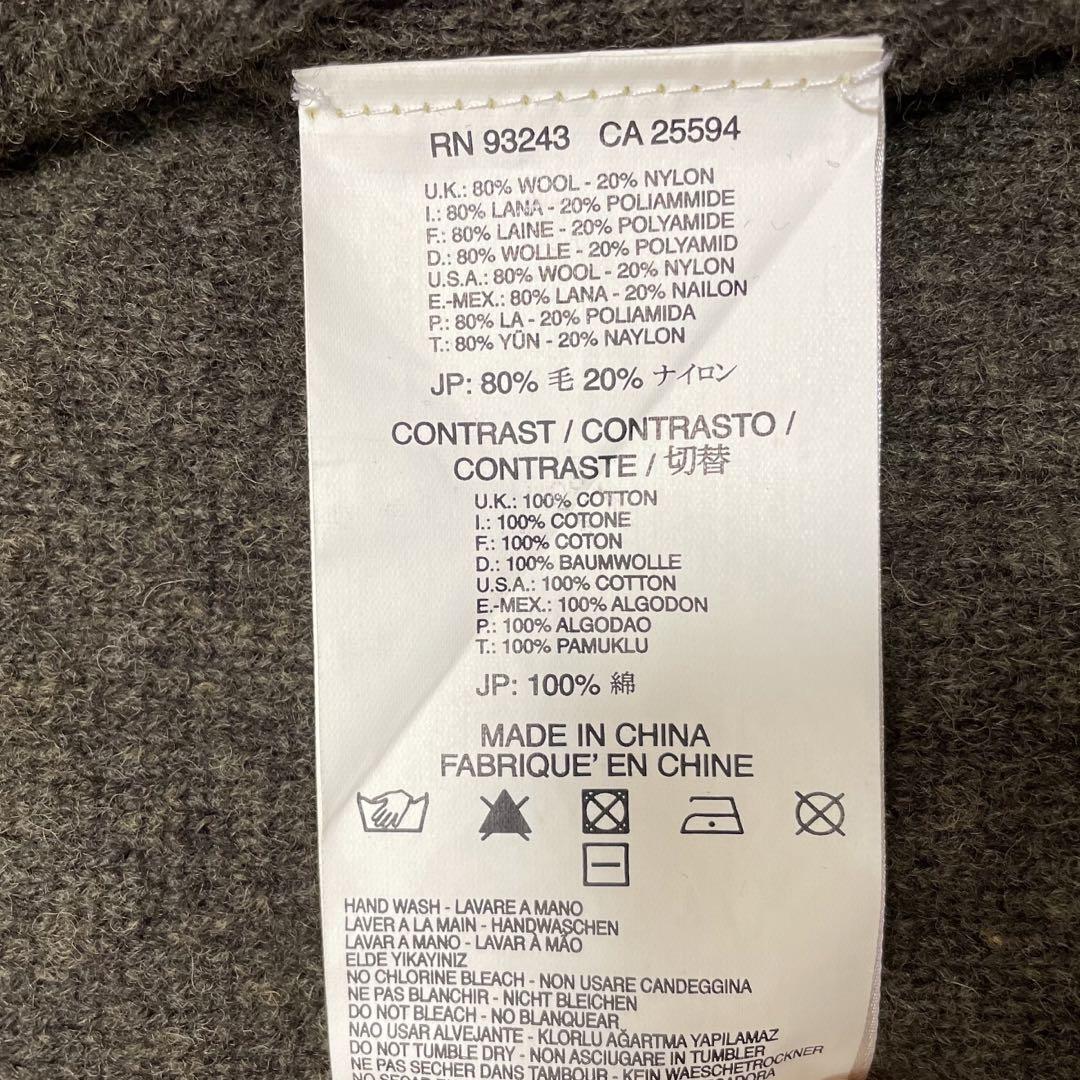 RN 93243 CA 25594
U.K.: 80% WOOL - 20% NYLON
I.: 80% LANA - 20% POLIAMMIDE
F.: 80% LAINE - 20% POLYAMIDE
D.: 80% WOLLE - 20% POLYAMID
U.S.A.: 80% WOOL - 20% NYLON
E.-MEX.: 80% LANA - 20% NAILON
P.: 80% LA - 20% POLIAMIDA
T.: 80% YÜN - 20% NAYLON
JP: 80% 毛 20% ナイロン
CONTRAST / CONTRASTO /
CONTRASTE / 切替
U.K.: 100% COTTON
I.: 100% COTONE
F.: 100% COTON
D.: 100% BAUMWOLLE
U.S.A.: 100% COTTON
E.-MEX.: 100% ALGODON
P.: 100% ALGODAO
T.: 100% PAMUKLU
JP: 100% 綿
MADE IN CHINA
FABRIQUE' EN CHINE
HAND WASH - LAVARE A MANO
LAVER A LA MAIN - HANDWASCHEN
LAVAR A MANO - LAVAR À MÃO
ELDE YIKAYINIZ
NO CHLORINE BLEACH - NON USARE CANDEGGINA
NE PAS BLANCHIR - NICHT BLEICHEN
DO NOT BLEACH - NO BLANQUEAR
NAO USAR ALVEJANTE - KLORLU AĞARTMA YAPILAMAZ
DO NOT TUMBLE DRY - NON ASCIUGARE IN TUMBLER
NE PAS SECHER DANS TAMBOUR - KEIN WAESCHETROCKNER